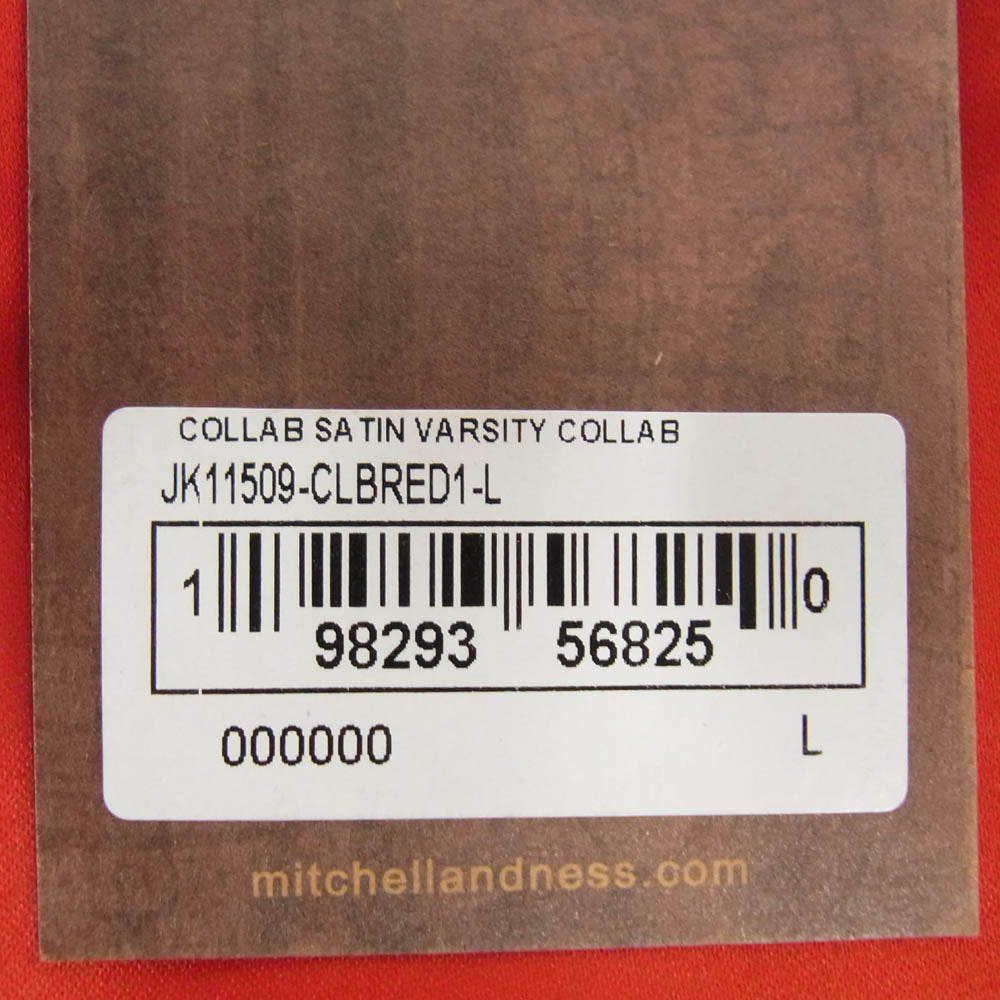 COLLAB SATIN VARSITY COLLAB
JK11509-CLBRED1-L
1 98293 56825 0
000000 L
mitchellandness.com